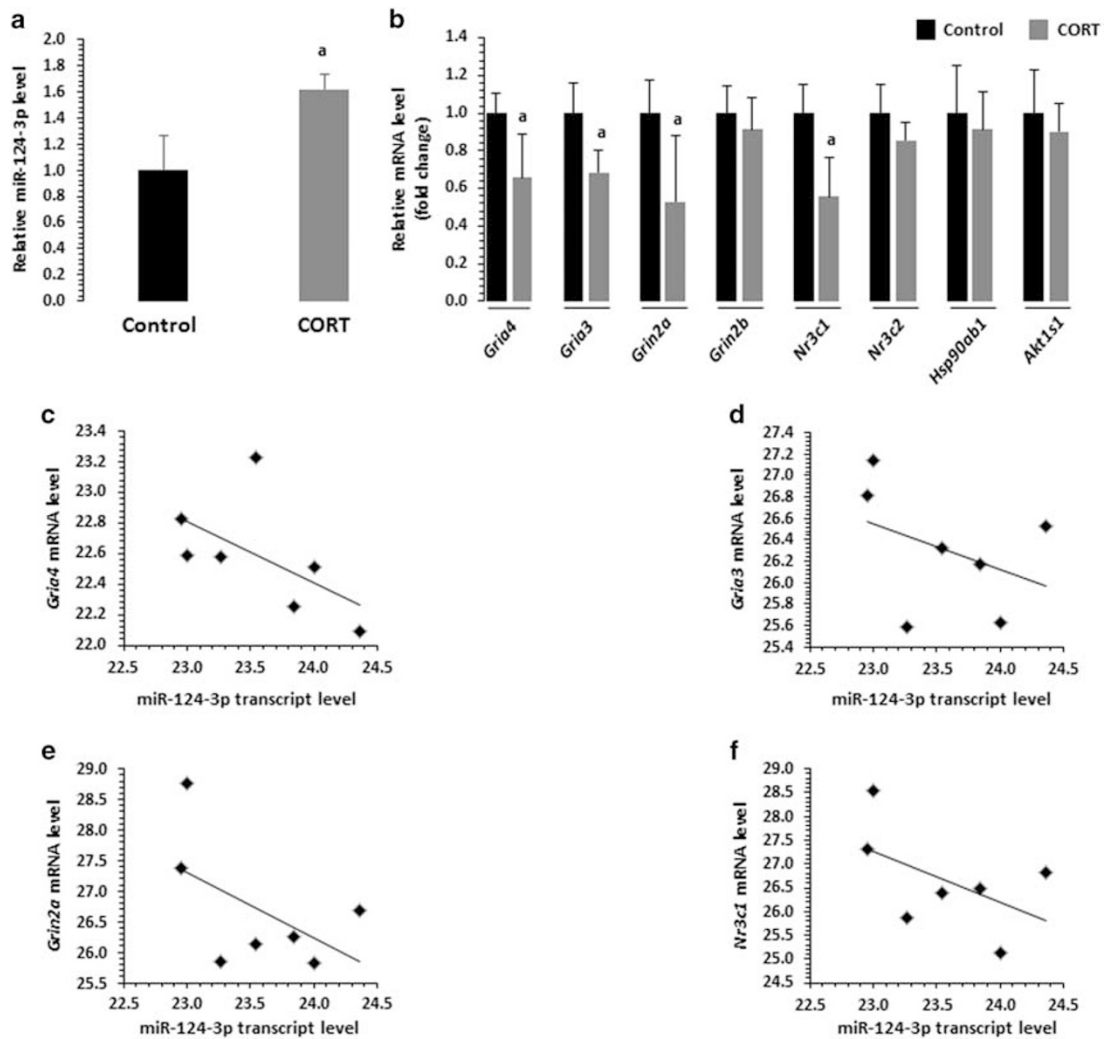 a
Relative miR-124-3p level
2.0
1.8
1.6
1.4
1.2
1.0
0.8
0.6
0.4
0.2
0.0
a
Control
CORT
b
Control
CORT
Relative mRNA level
(fold change)
1.4
1.2
1.0
0.8
0.6
0.4
0.2
0.0
a
a
a
a
Gria4
Gria3
Grin2a
Grin2b
Nr3c1
Nr3c2
Hsp90ab1
Akt1s1
c
Gria4 mRNA level
23.4
23.2
23.0
22.8
22.6
22.4
22.2
22.0
22.5 23.0 23.5 24.0 24.5
miR-124-3p transcript level
d
Gria3 mRNA level
27.4
27.2
27.0
26.8
26.6
26.4
26.2
26.0
25.8
25.6
25.4
22.5 23.0 23.5 24.0 24.5
miR-124-3p transcript level
e
Grin2a mRNA level
29.0
28.5
28.0
27.5
27.0
26.5
26.0
25.5
22.5 23.0 23.5 24.0 24.5
miR-124-3p transcript level
f
Nr3c1 mRNA level
29.0
28.5
28.0
27.5
27.0
26.5
26.0
25.5
25.0
24.5
22.5 23.0 23.5 24.0 24.5
miR-124-3p transcript level